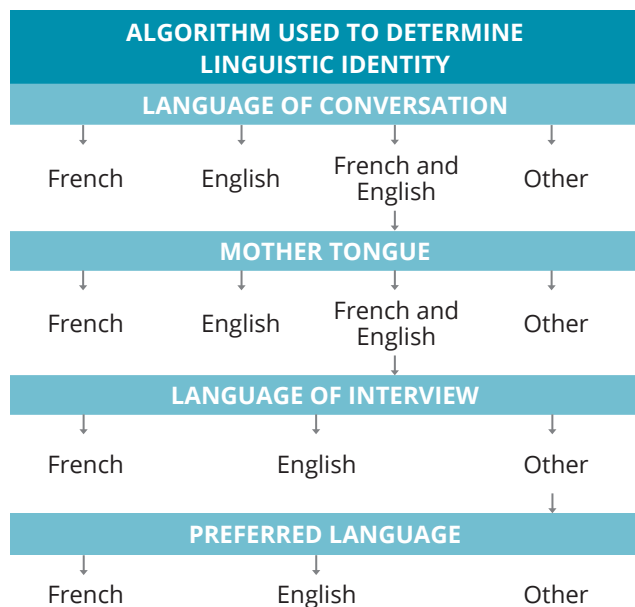 ALGORITHM USED TO DETERMINE
LINGUISTIC IDENTITY
LANGUAGE OF CONVERSATION
French English French and English Other
MOTHER TONGUE
French English French and English Other
LANGUAGE OF INTERVIEW
French English Other
PREFERRED LANGUAGE
French English Other